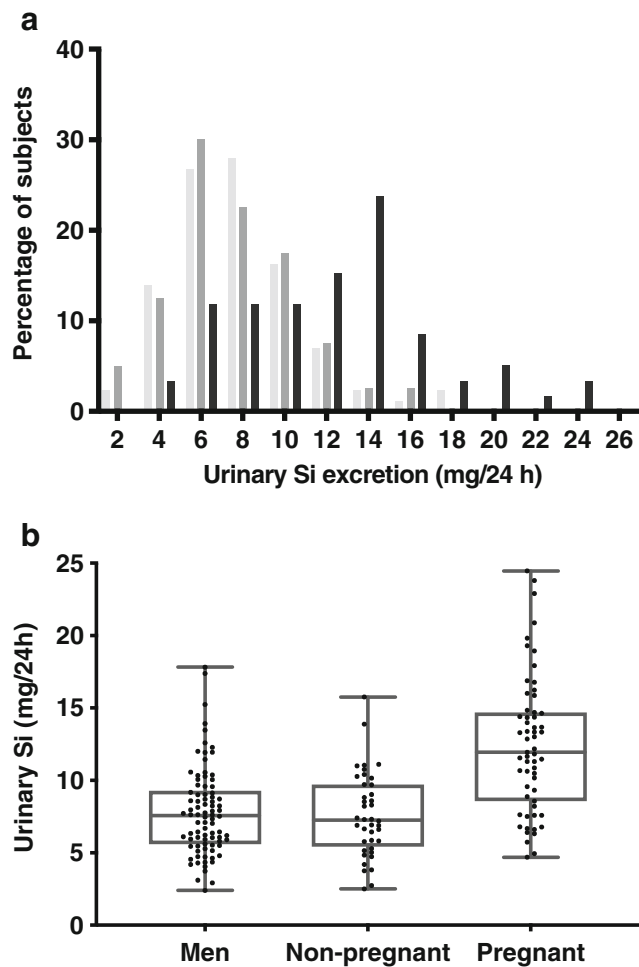 a
40
30
20
10
0
Percentage of subjects
2 4 6 8 10 12 14 16 18 20 22 24 26
Urinary Si excretion (mg/24 h)
b
25
20
15
10
5
0
Urinary Si (mg/24h)
Men Non-pregnant Pregnant